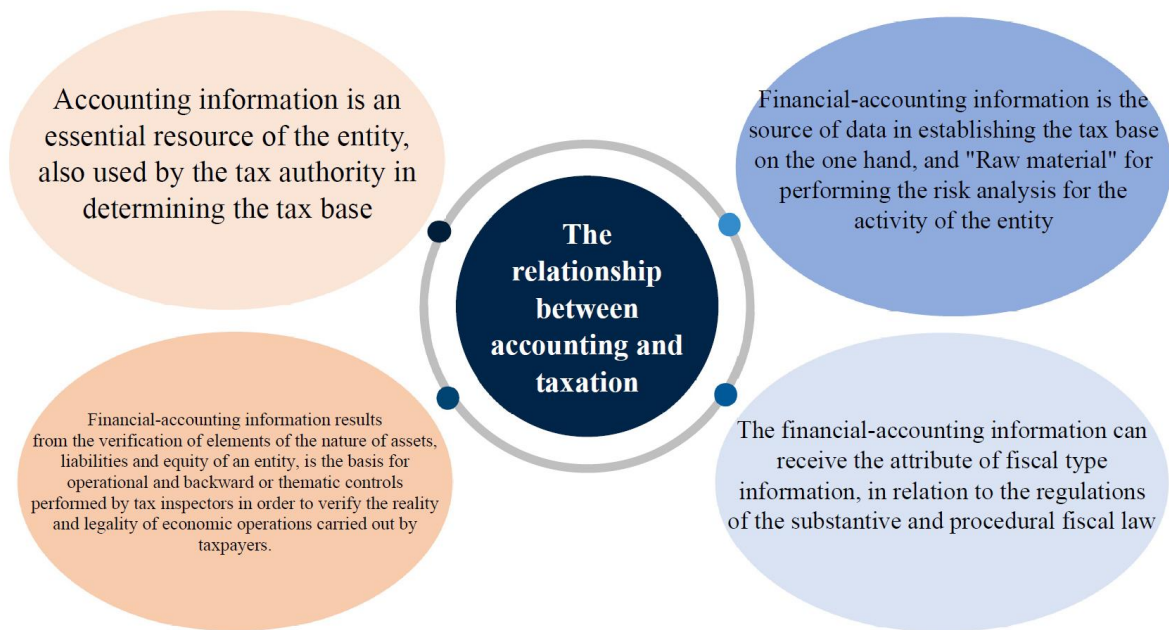 Accounting information is an
essential resource of the entity,
also used by the tax authority in
determining the tax base
Financial-accounting information is the
source of data in establishing the tax base
on the one hand, and "Raw material" for
performing the risk analysis for the
activity of the entity
The
relationship
between
accounting and
taxation
Financial-accounting information results
from the verification of elements of the nature of assets,
liabilities and equity of an entity, is the basis for
operational and backward or thematic controls
performed by tax inspectors in order to verify the reality
and legality of economic operations carried out by
taxpayers.
The financial-accounting information can
receive the attribute of fiscal type
information, in relation to the regulations
of the substantive and procedural fiscal law